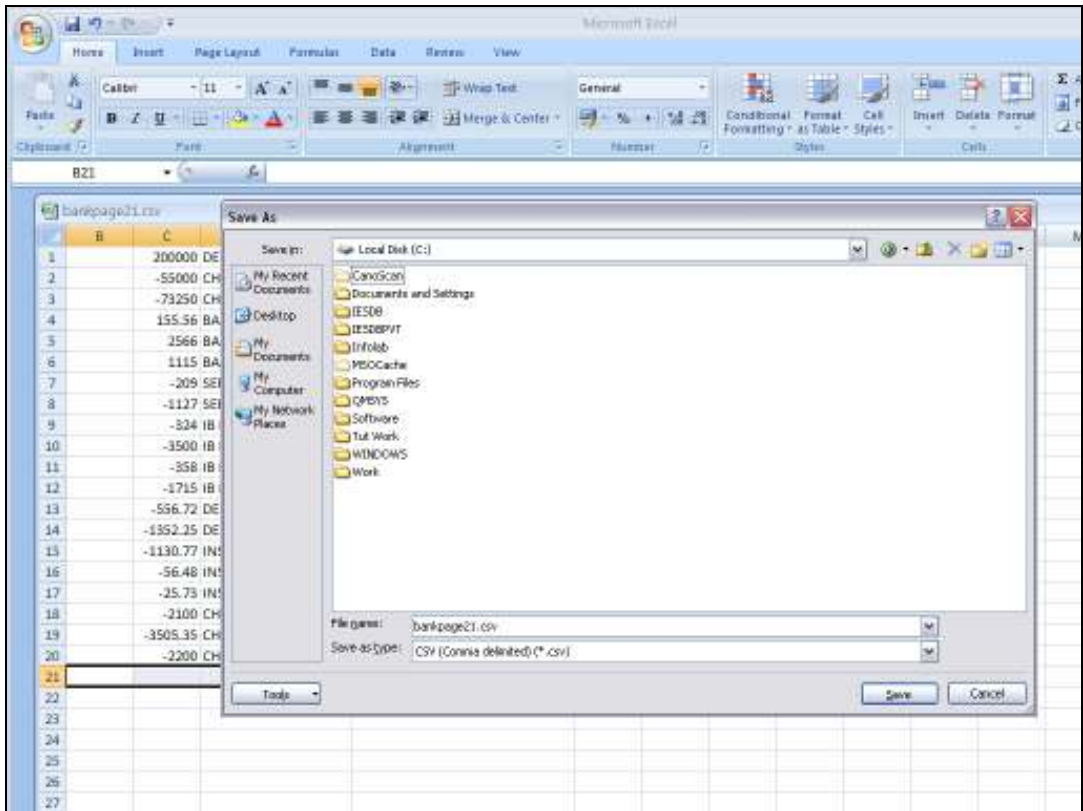 Microsoft Excel
Home Insert Page Layout Formulas Data Review View
Calibri 11 A A Wrap Text General
Paste B I U A Merge & Center % Conditional Formatting Format as Table Cell Styles Insert Delete Format
Clipboard Font Alignment Number Styles Cells
B21 fx
bankpage21.csv
B C
1 200000 DE
2 -55000 CH
3 -73250 CH
4 155.56 BA
5 2566 BA
6 1115 BA
7 -209 SE
8 -1127 SE
9 -324 IB
10 -3500 IB
11 -358 IB
12 -1715 IB
13 -556.72 DE
14 -1352.25 DE
15 -1130.77 INS
16 -56.48 INS
17 -25.73 INS
18 -2100 CH
19 -3505.35 CH
20 -2200 CH
21
22
23
24
25
26
27
Save As
Save in: Local Disk (C:)
My Recent Documents
Desktop
My Documents
My Computer
My Network Places
CanoScan
Documents and Settings
IESDB
IESDBPVT
Infolab
MSOCache
Program Files
QMSYS
Software
Tut Work
WINDOWS
Work
File name: bankpage21.csv
Save as type: CSV (Comma delimited) (*.csv)
Tools Save Cancel